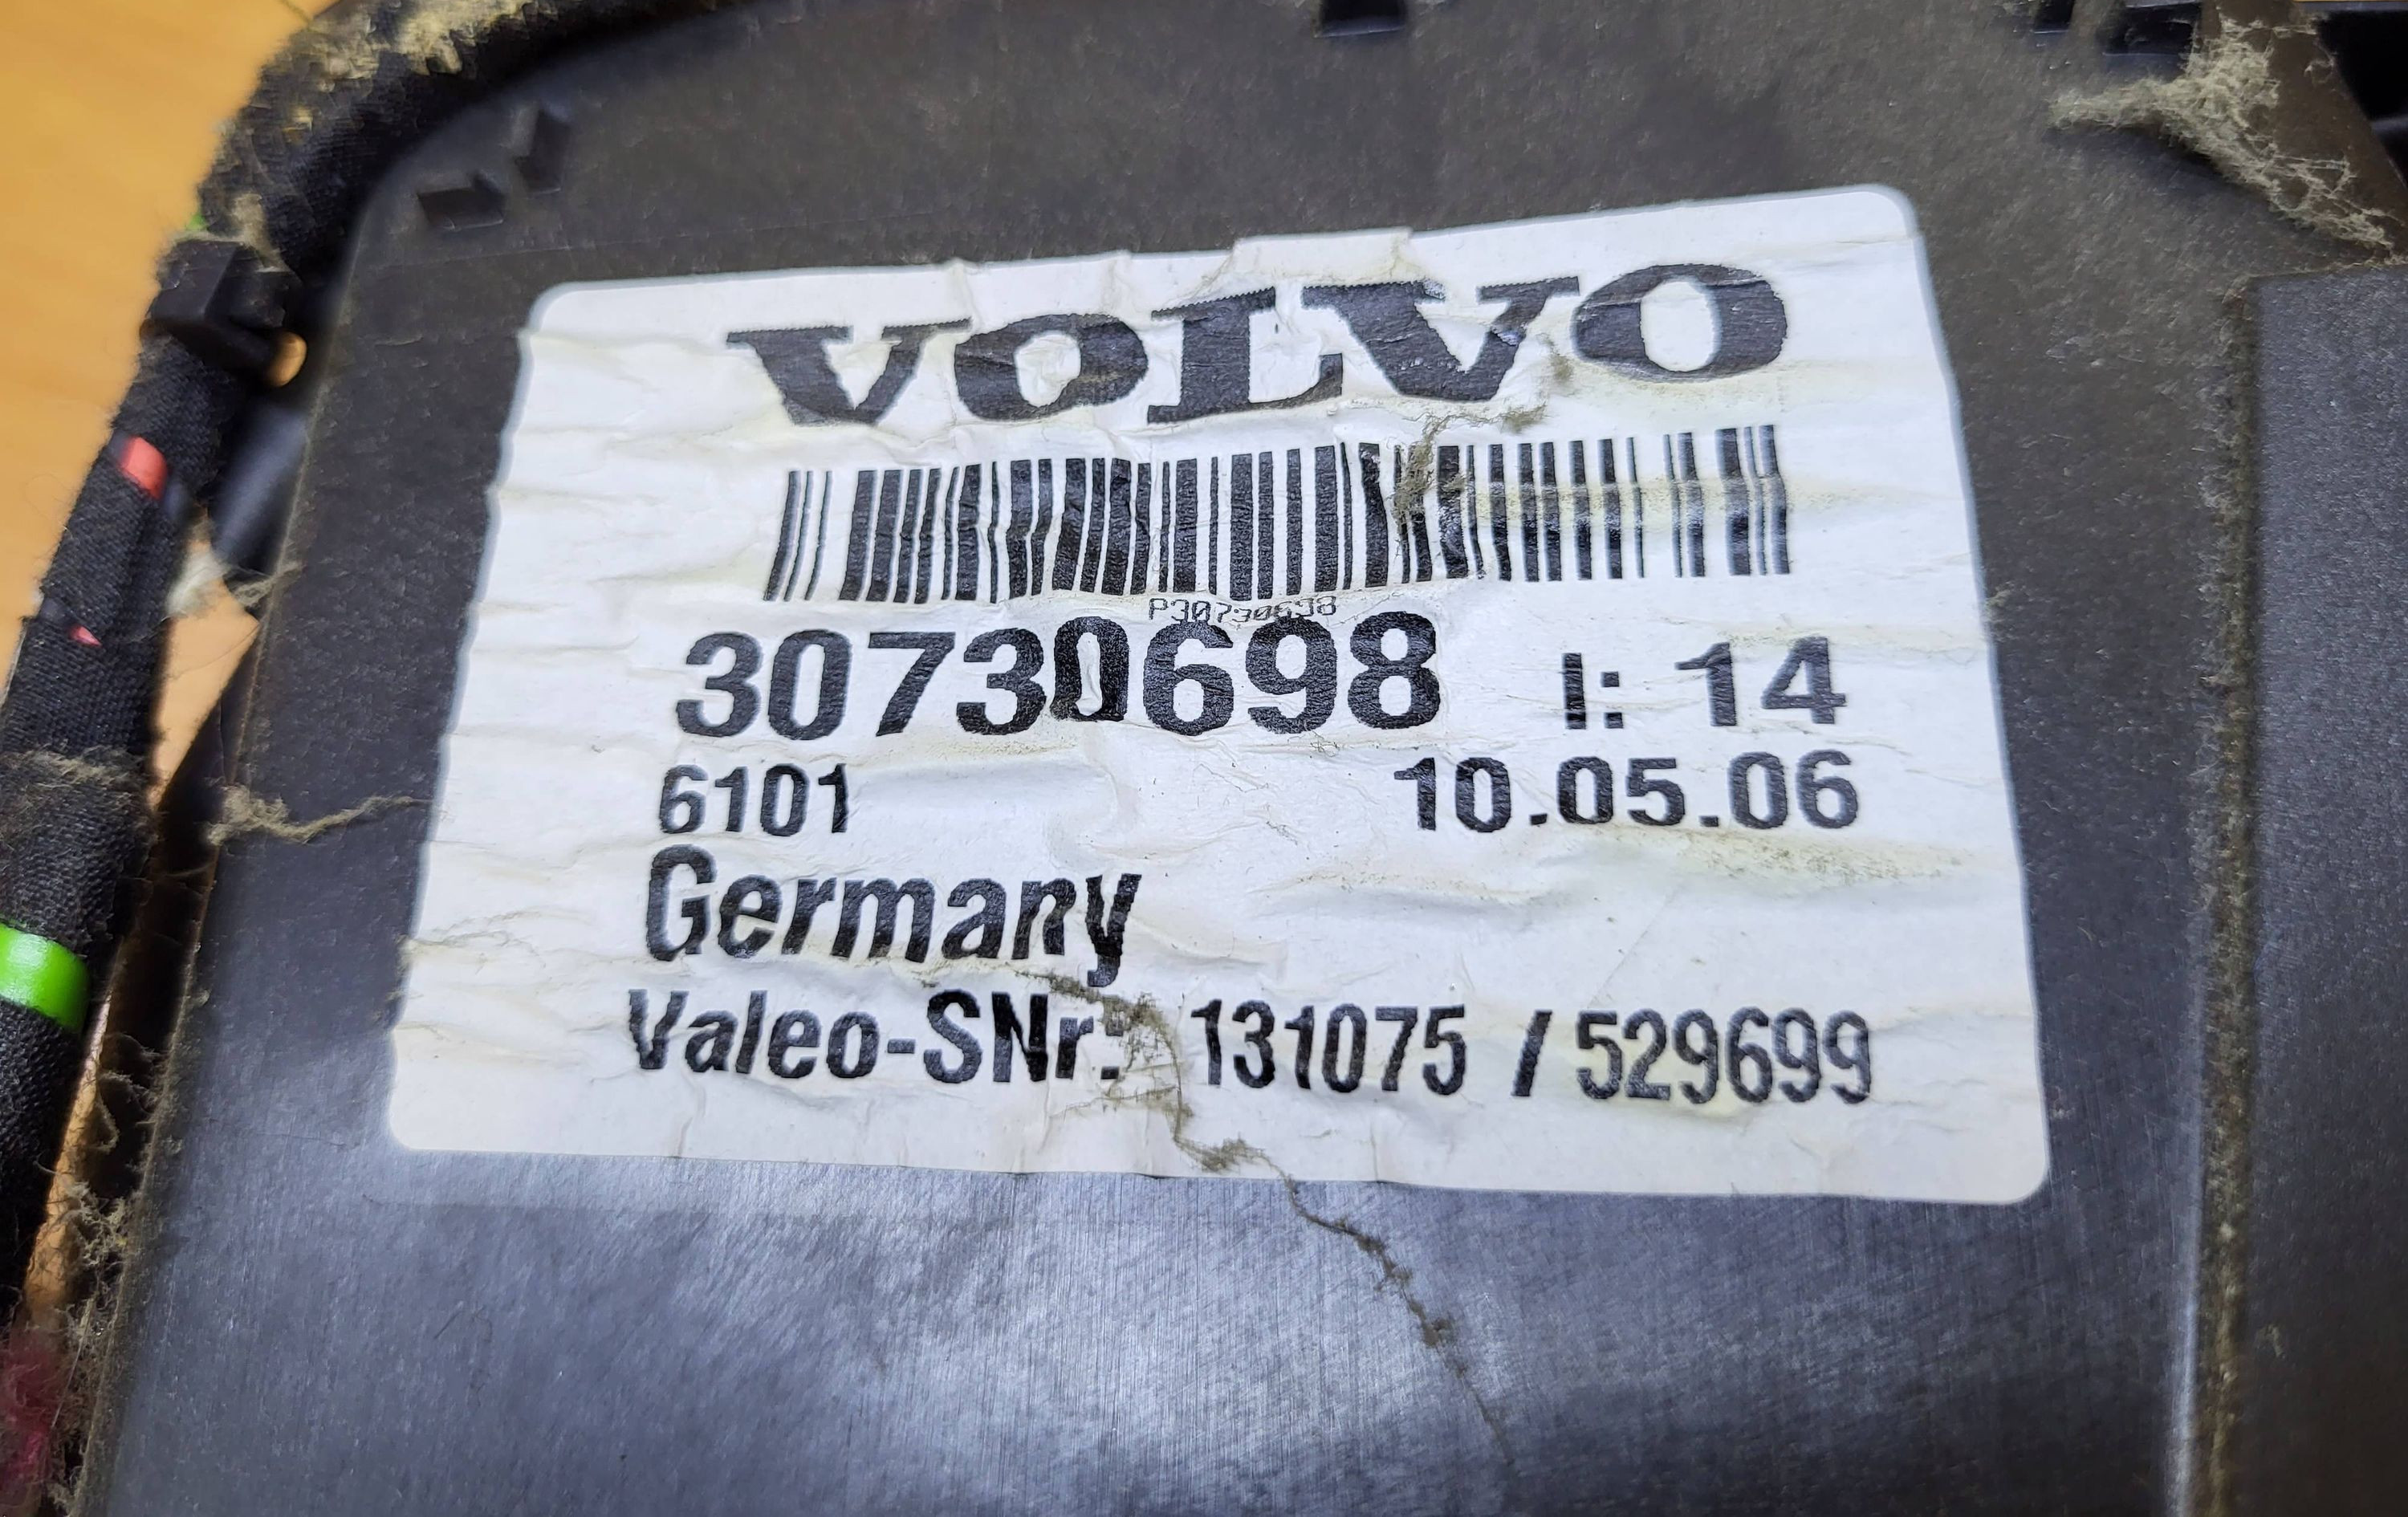 VOLVO
P30730698
30730698 I: 14
6101 10.05.06
Germany
Valeo-SNr: 131075 / 529699